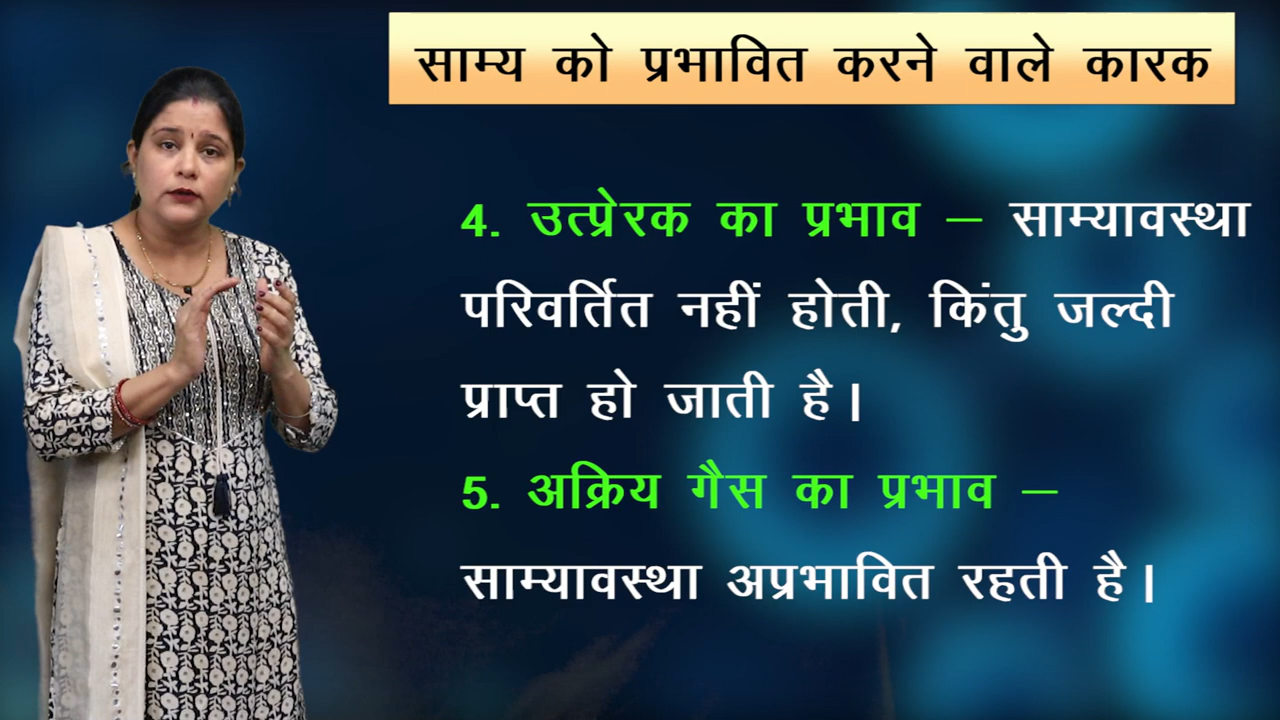 साम्य को प्रभावित करने वाले कारक
4. उत्प्रेरक का प्रभाव – साम्यावस्था
परिवर्तित नहीं होती, किंतु जल्दी
प्राप्त हो जाती है।
5. अक्रिय गैस का प्रभाव –
साम्यावस्था अप्रभावित रहती है।